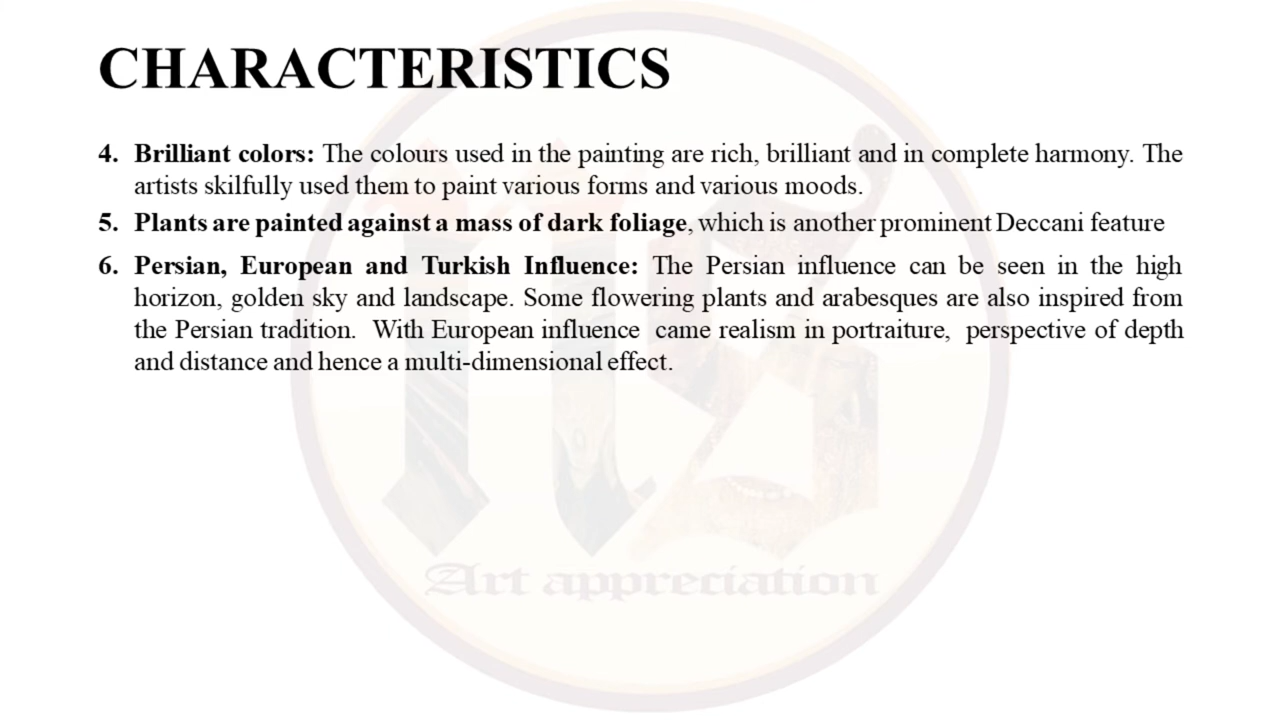 CHARACTERISTICS
4. Brilliant colors: The colours used in the painting are rich, brilliant and in complete harmony. The
artists skilfully used them to paint various forms and various moods.
5. Plants are painted against a mass of dark foliage, which is another prominent Deccani feature
6. Persian, European and Turkish Influence: The Persian influence can be seen in the high
horizon, golden sky and landscape. Some flowering plants and arabesques are also inspired from
the Persian tradition. With European influence came realism in portraiture, perspective of depth
and distance and hence a multi-dimensional effect.
Art appreciation